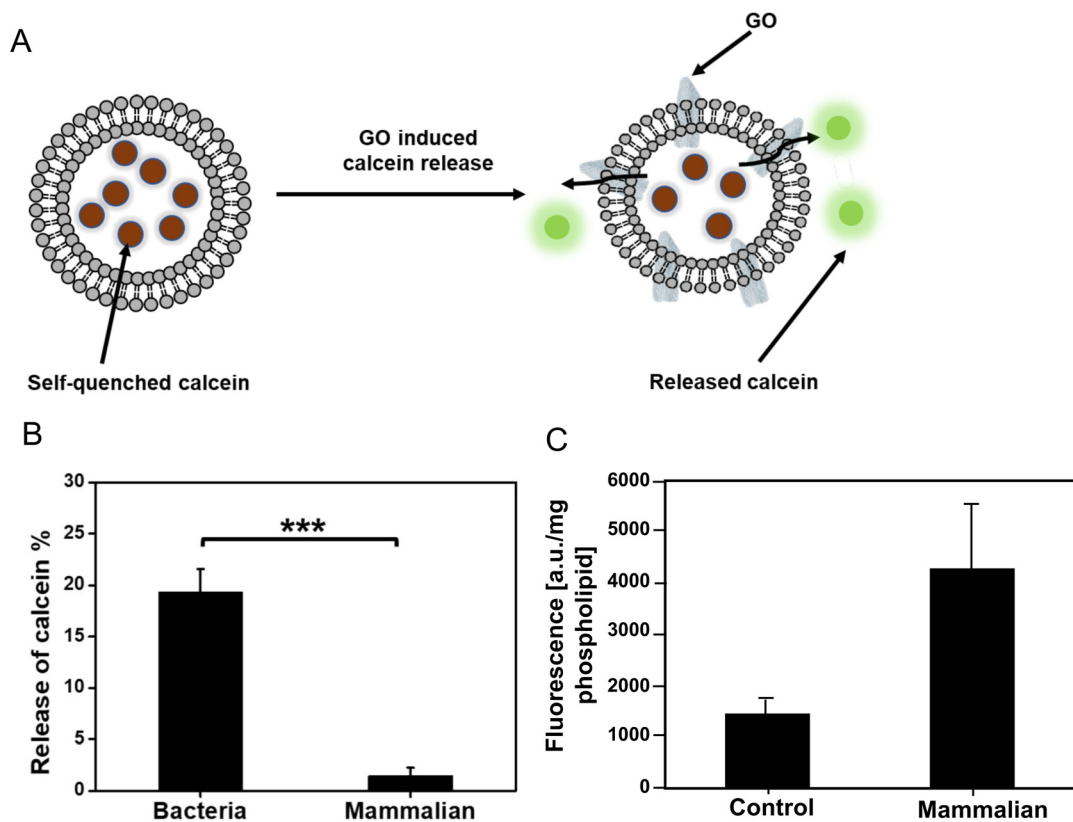 A
GO
GO induced
calcein release
Self-quenched calcein
Released calcein
B
Release of calcein %
30
25
20
15
10
5
0
***
Bacteria
Mammalian
C
Fluorescence [a.u./mg
phospholipid]
6000
5000
4000
3000
2000
1000
0
Control
Mammalian